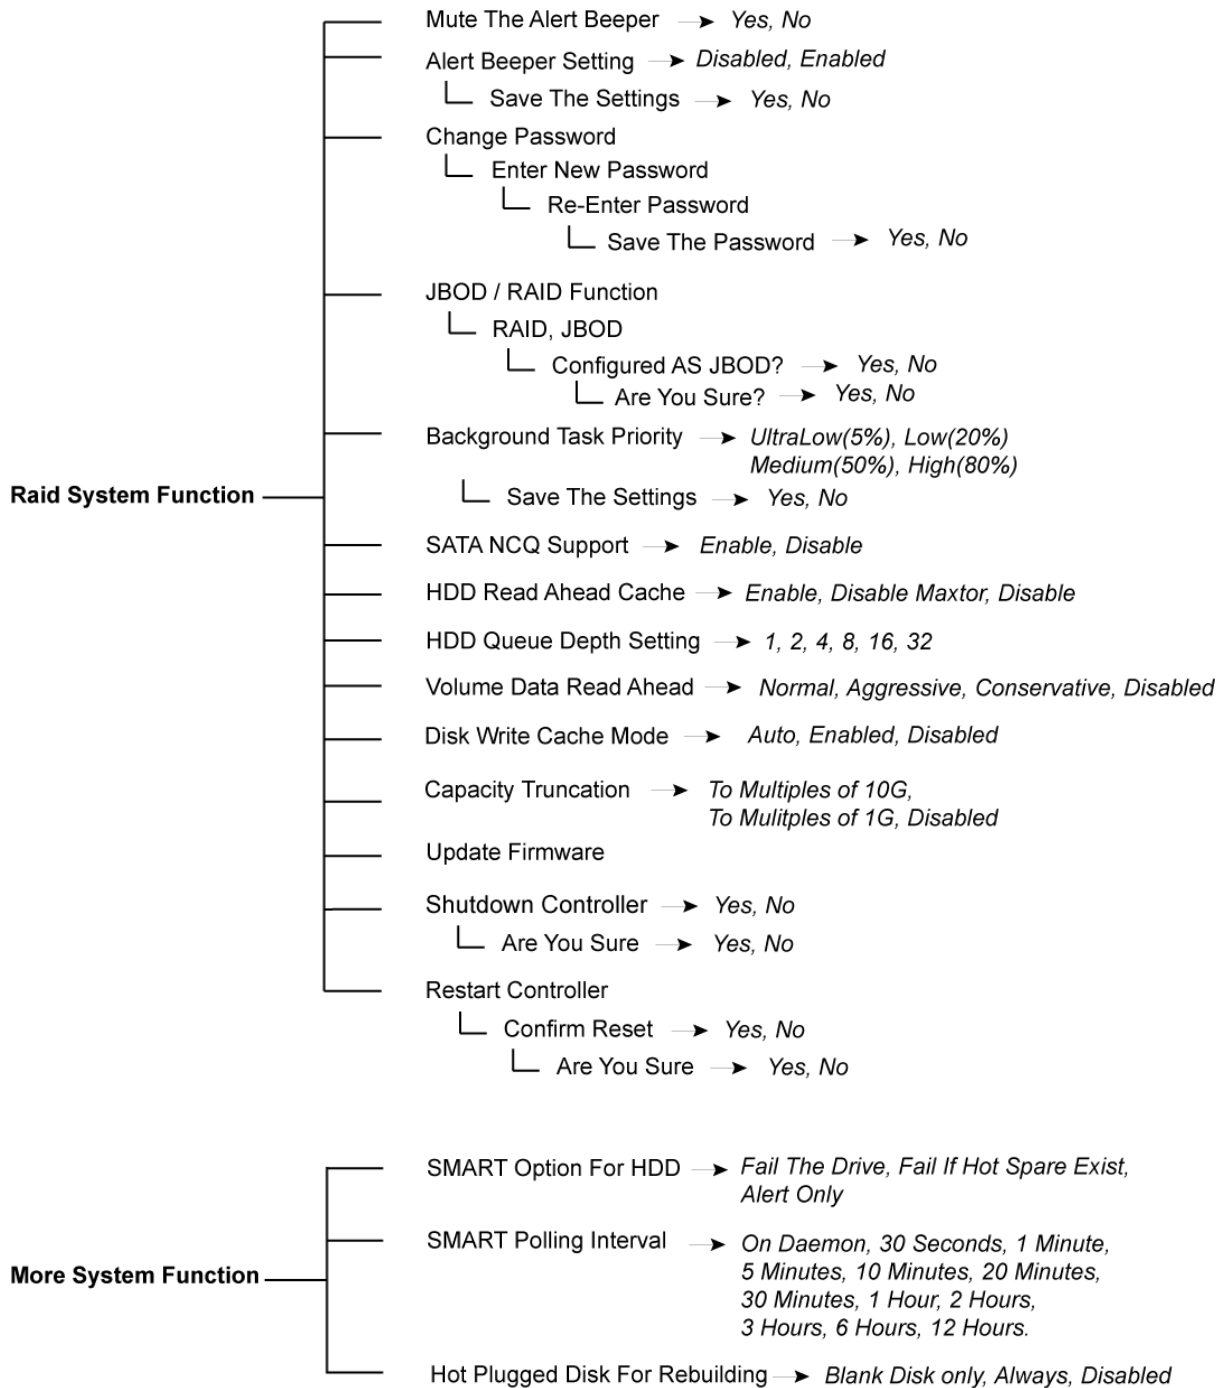 Mute The Alert Beeper Yes, No
Alert Beeper Setting Disabled, Enabled
Save The Settings Yes, No
Change Password
Enter New Password
Re-Enter Password
Save The Password Yes, No
JBOD / RAID Function
RAID, JBOD
Configured AS JBOD? Yes, No
Are You Sure? Yes, No
Background Task Priority UltraLow(5%), Low(20%)
Medium(50%), High(80%)
Raid System Function
Save The Settings Yes, No
SATA NCQ Support Enable, Disable
HDD Read Ahead Cache Enable, Disable Maxtor, Disable
HDD Queue Depth Setting 1, 2, 4, 8, 16, 32
Volume Data Read Ahead Normal, Aggressive, Conservative, Disabled
Disk Write Cache Mode Auto, Enabled, Disabled
Capacity Truncation To Multiples of 10G,
To Mulitples of 1G, Disabled
Update Firmware
Shutdown Controller Yes, No
Are You Sure Yes, No
Restart Controller
Confirm Reset Yes, No
Are You Sure Yes, No
SMART Option For HDD Fail The Drive, Fail If Hot Spare Exist,
Alert Only
SMART Polling Interval On Daemon, 30 Seconds, 1 Minute,
5 Minutes, 10 Minutes, 20 Minutes,
More System Function
30 Minutes, 1 Hour, 2 Hours,
3 Hours, 6 Hours, 12 Hours.
Hot Plugged Disk For Rebuilding Blank Disk only, Always, Disabled